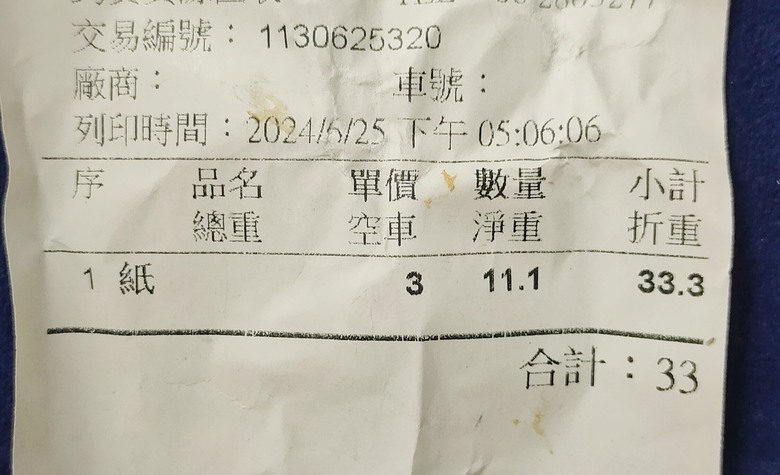 交易編號：1130625320
廠商： 車號：
列印時間：2024/6/25 下午 05:06:06
序 品名 單價 數量 小計
總重 空車 淨重 折重
1 紙 3 11.1 33.3
合計：33